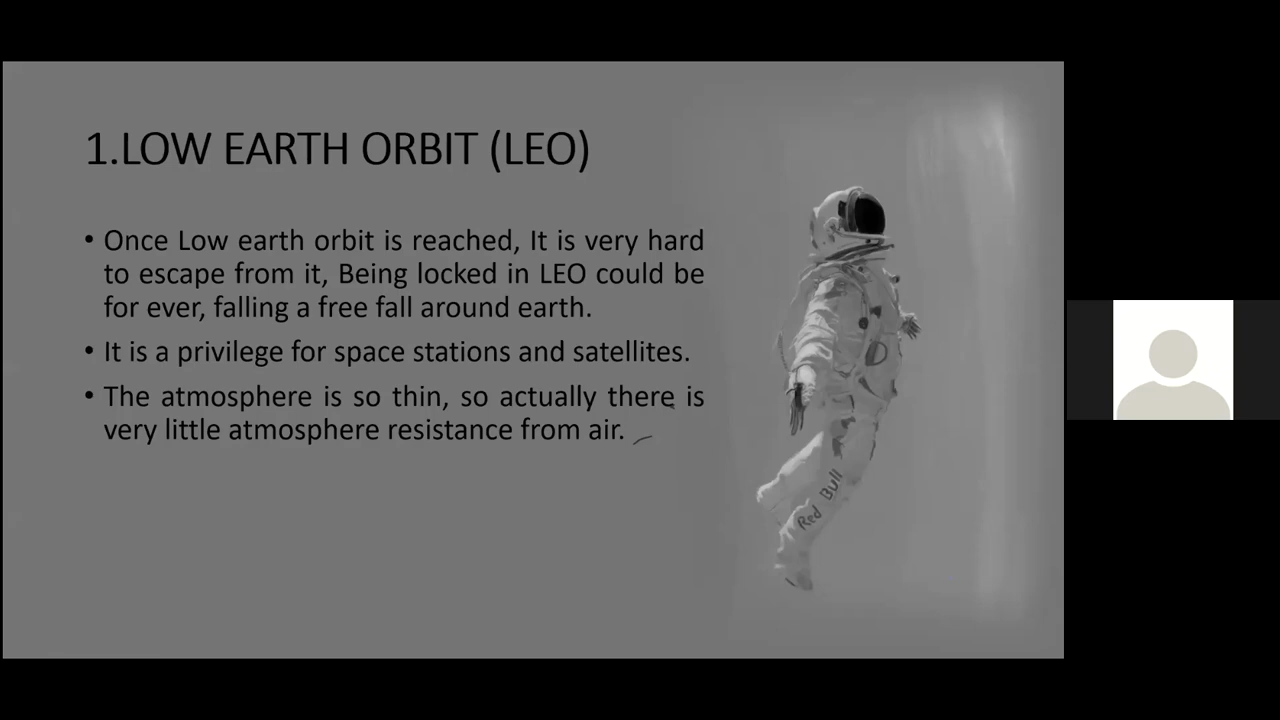 1.LOW EARTH ORBIT (LEO)
• Once Low earth orbit is reached, It is very hard
to escape from it, Being locked in LEO could be
for ever, falling a free fall around earth.
• It is a privilege for space stations and satellites.
• The atmosphere is so thin, so actually there is
very little atmosphere resistance from air.
Red Bull